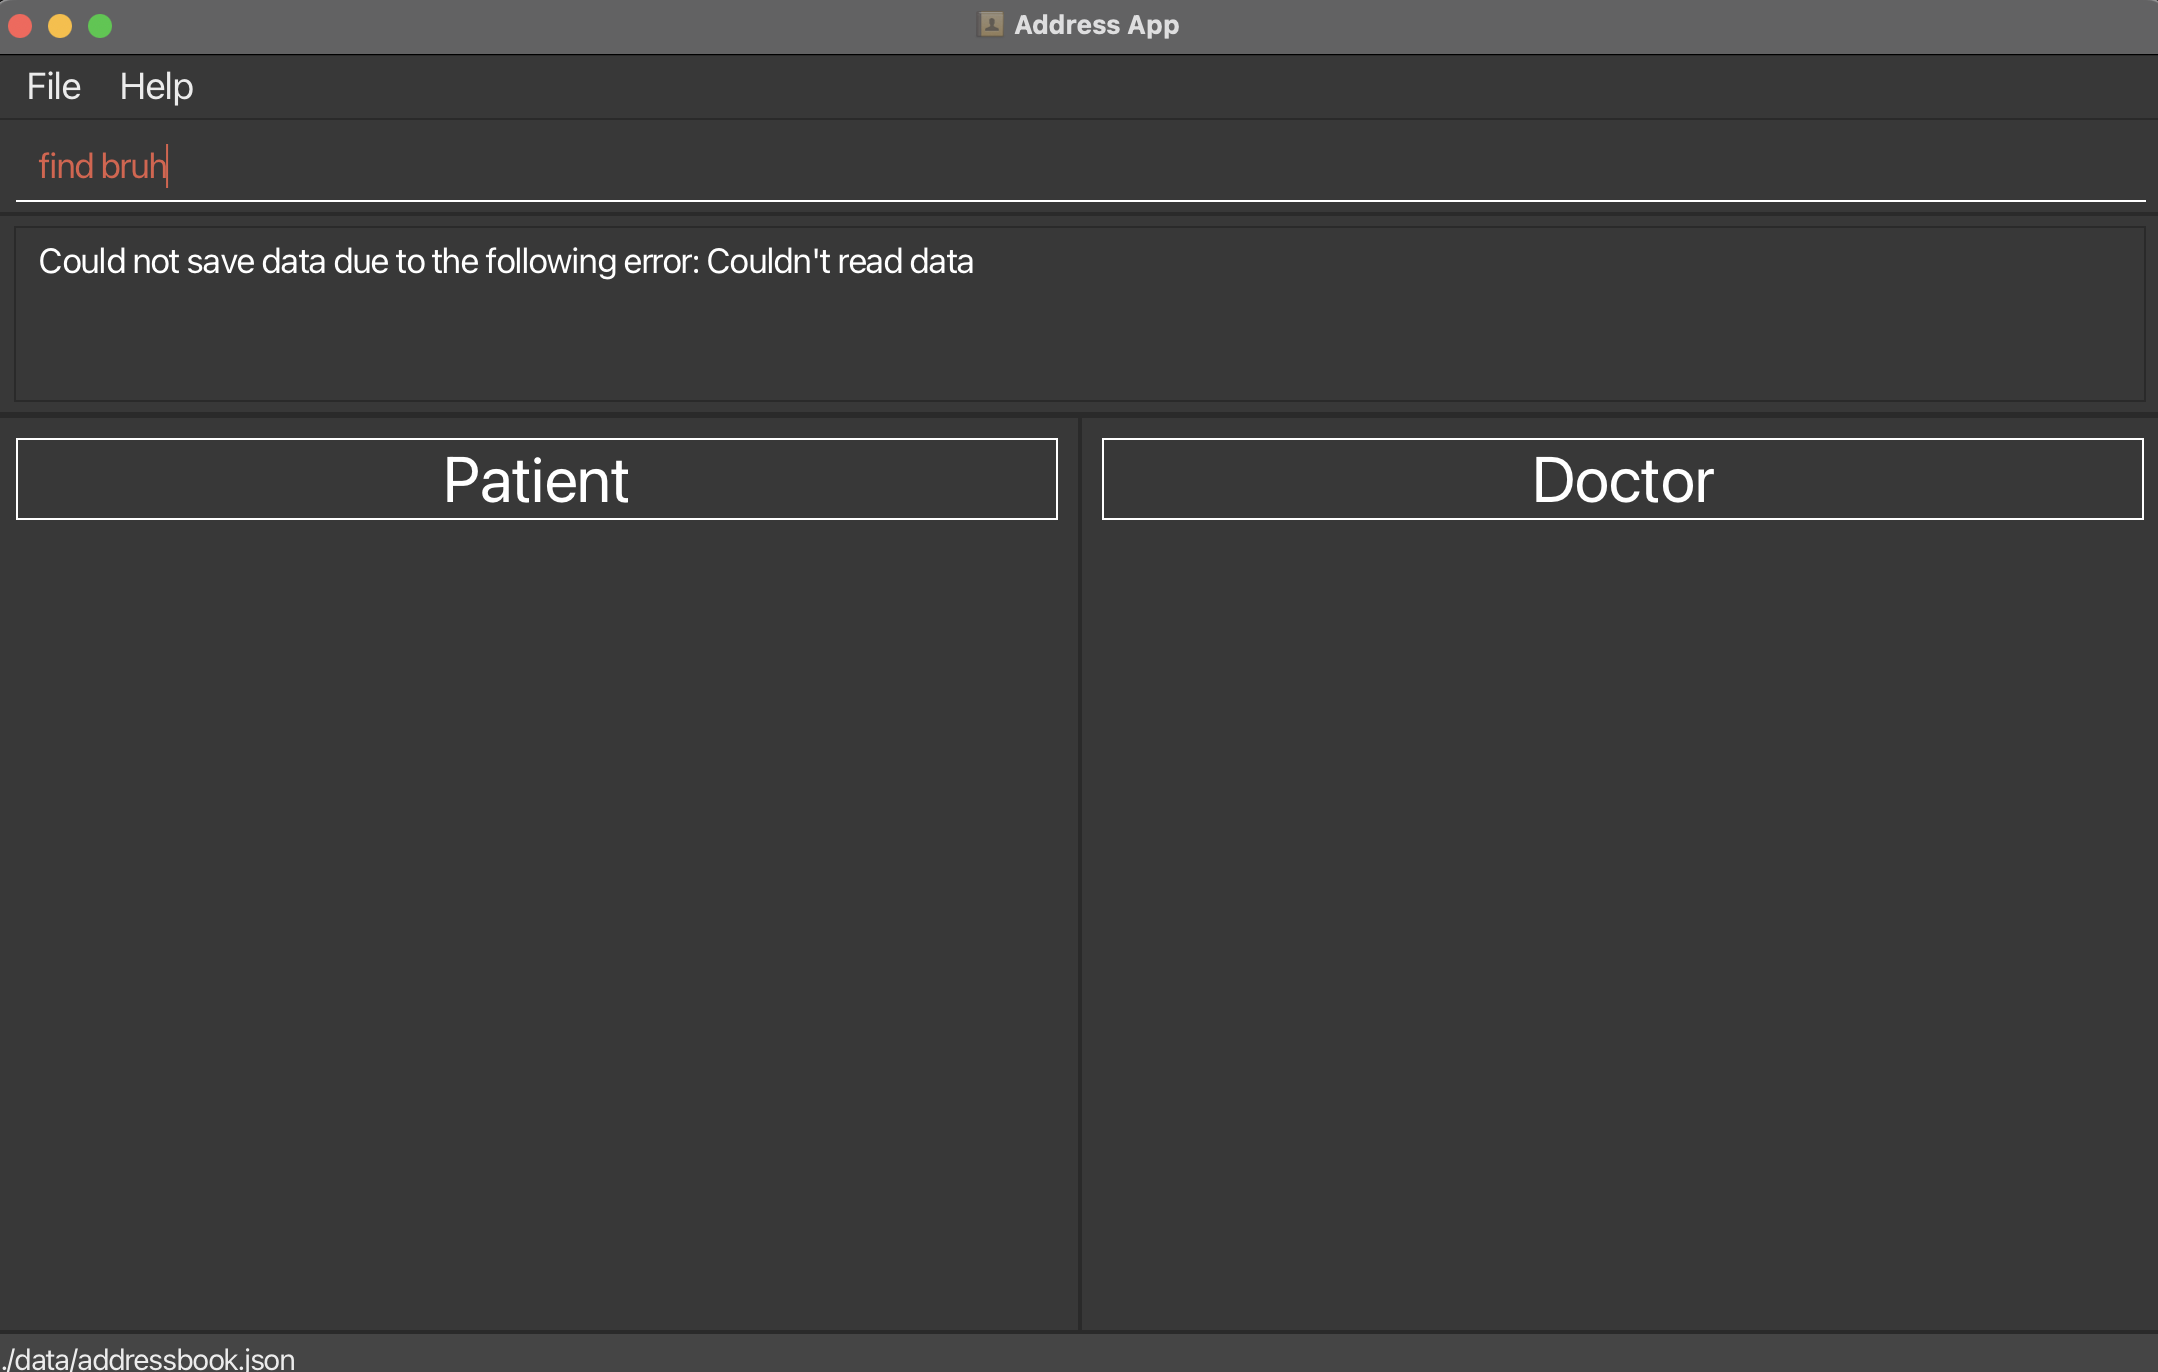 Address App
File Help
find bruh
Could not save data due to the following error: Couldn't read data
Patient Doctor
./data/addressbook.json